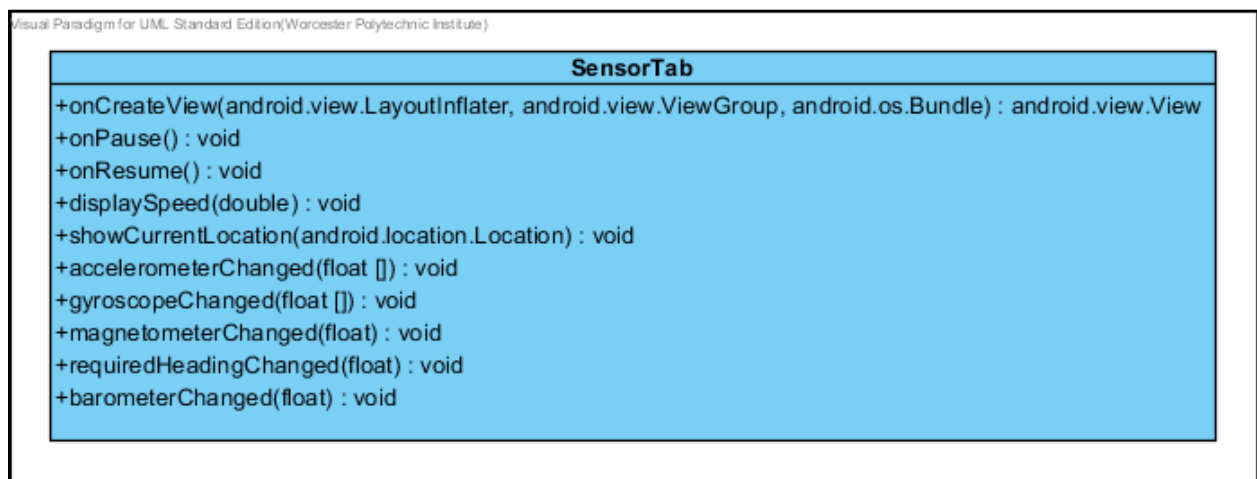 Visual Paradigm for UML Standard Edition(Worcester Polytechnic Institute)
SensorTab
+onCreateView(android.view.LayoutInflater, android.view.ViewGroup, android.os.Bundle) : android.view.View
+onPause() : void
+onResume() : void
+displaySpeed(double) : void
+showCurrentLocation(android.location.Location) : void
+accelerometerChanged(float []) : void
+gyroscopeChanged(float []) : void
+magnetometerChanged(float) : void
+requiredHeadingChanged(float) : void
+barometerChanged(float) : void